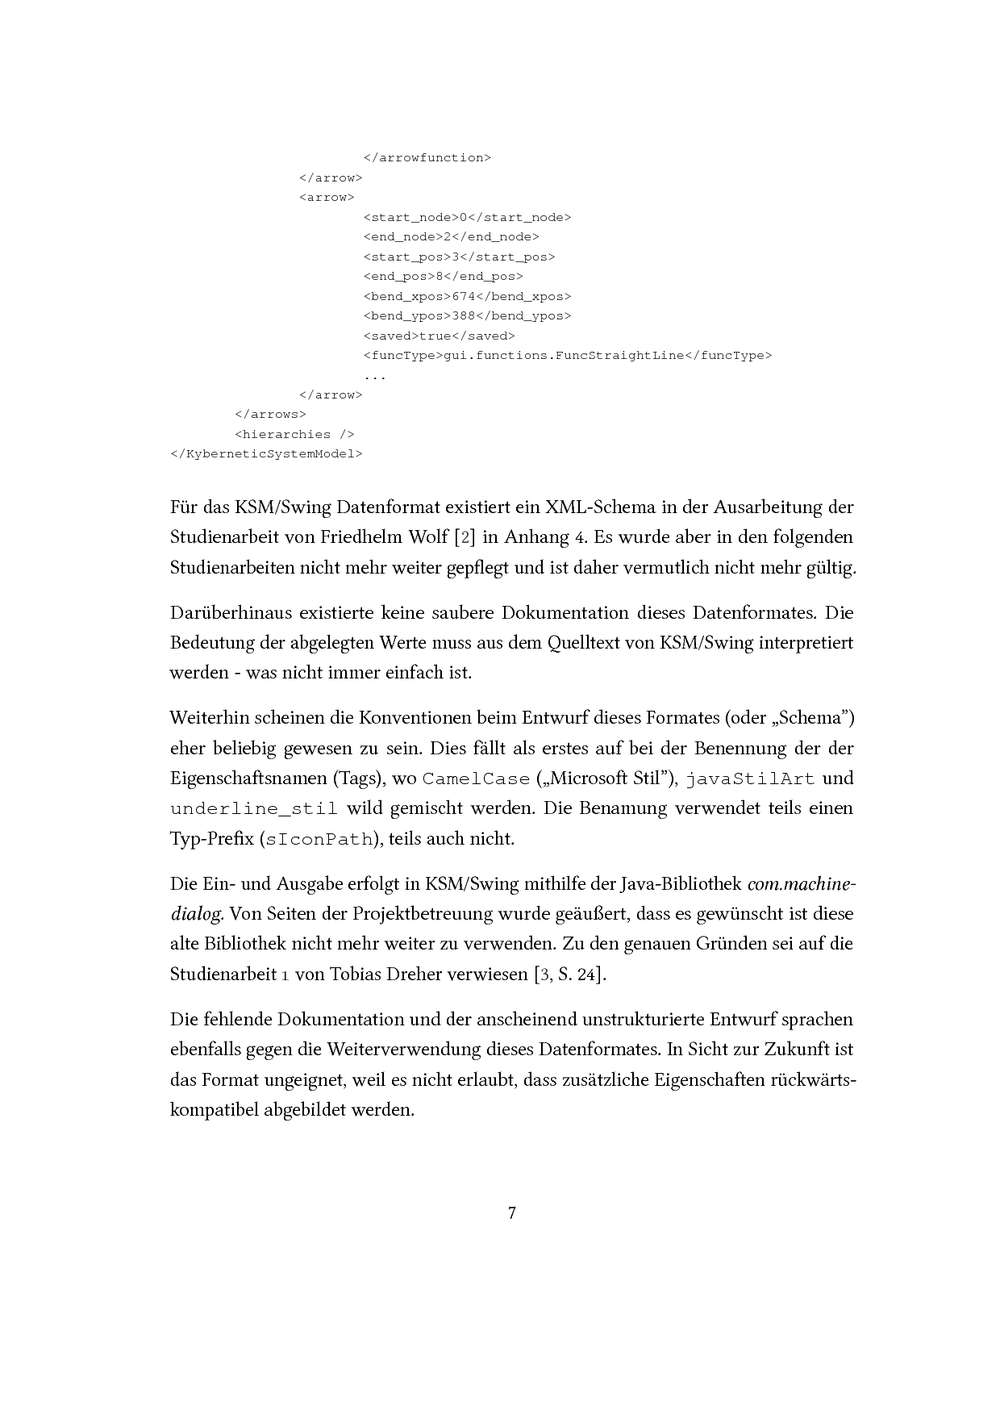 </arrowfunction>
</arrow>
<arrow>
<start_node>0</start_node>
<end_node>2</end_node>
<start_pos>3</start_pos>
<end_pos>8</end_pos>
<bend_xpos>674</bend_xpos>
<bend_ypos>388</bend_ypos>
<saved>true</saved>
<funcType>gui.functions.FuncStraightLine</funcType>
...
</arrow>
</arrows>
<hierarchies />
</KyberneticSystemModel>
Für das KSM/Swing Datenformat existiert ein XML-Schema in der Ausarbeitung der
Studienarbeit von Friedhelm Wolf [2] in Anhang 4. Es wurde aber in den folgenden
Studienarbeiten nicht mehr weiter gepflegt und ist daher vermutlich nicht mehr gültig.
Darüberhinaus existierte keine saubere Dokumentation dieses Datenformates. Die
Bedeutung der abgelegten Werte muss aus dem Quelltext von KSM/Swing interpretiert
werden - was nicht immer einfach ist.
Weiterhin scheinen die Konventionen beim Entwurf dieses Formates (oder „Schema”)
eher beliebig gewesen zu sein. Dies fällt als erstes auf bei der Benennung der der
Eigenschaftsnamen (Tags), wo CamelCase („Microsoft Stil”), javaStilArt und
underline_stil wild gemischt werden. Die Benamung verwendet teils einen
Typ-Prefix (sIconPath), teils auch nicht.
Die Ein- und Ausgabe erfolgt in KSM/Swing mithilfe der Java-Bibliothek com.machine-
dialog. Von Seiten der Projektbetreuung wurde geäußert, dass es gewünscht ist diese
alte Bibliothek nicht mehr weiter zu verwenden. Zu den genauen Gründen sei auf die
Studienarbeit 1 von Tobias Dreher verwiesen [3, S. 24].
Die fehlende Dokumentation und der anscheinend unstrukturierte Entwurf sprachen
ebenfalls gegen die Weiterverwendung dieses Datenformates. In Sicht zur Zukunft ist
das Format ungeignet, weil es nicht erlaubt, dass zusätzliche Eigenschaften rückwärts-
kompatibel abgebildet werden.
7